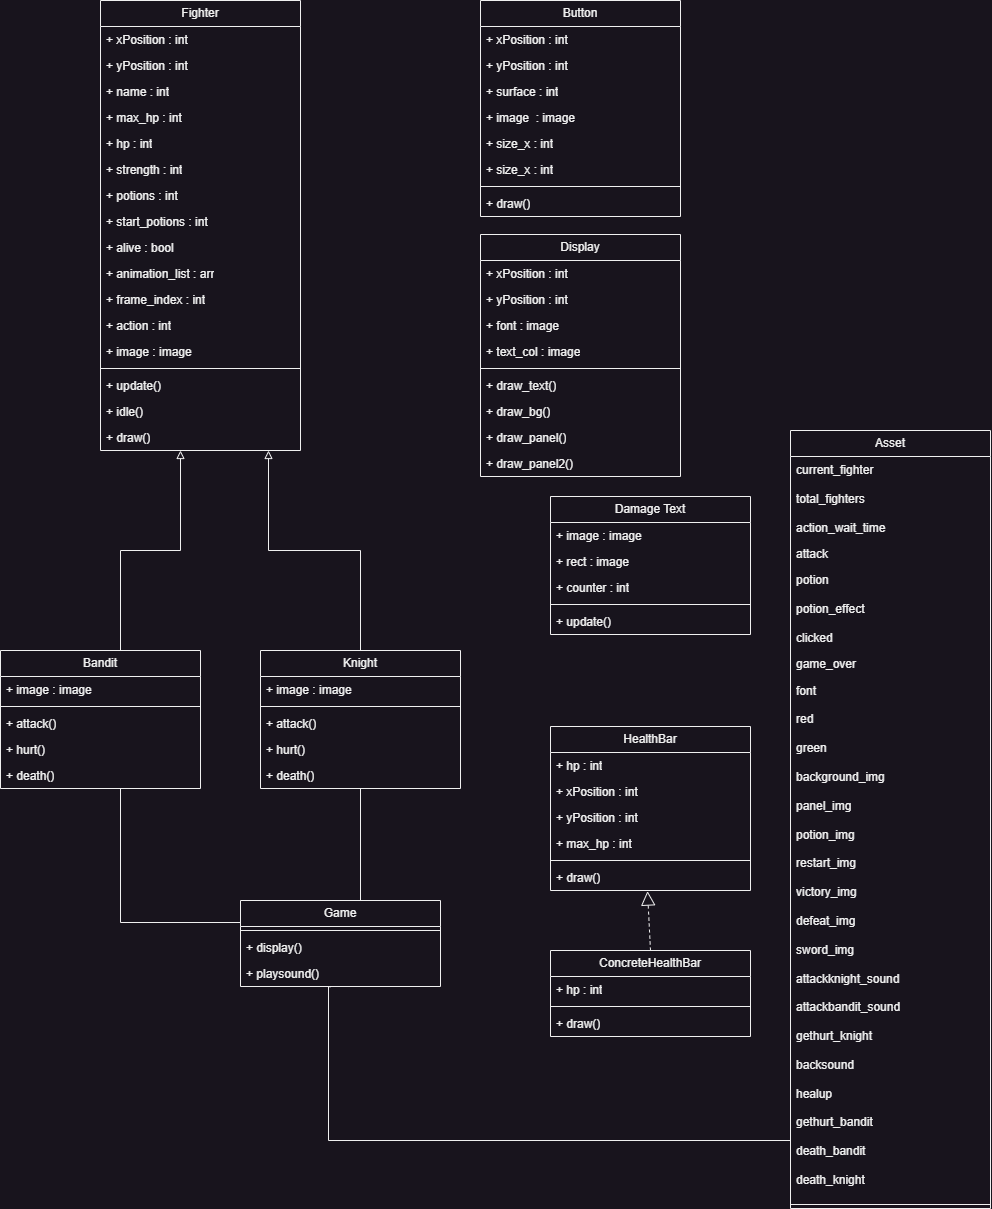 Fighter
+ xPosition : int
+ yPosition : int
+ name : int
+ max_hp : int
+ hp : int
+ strength : int
+ potions : int
+ start_potions : int
+ alive : bool
+ animation_list : arr
+ frame_index : int
+ action : int
+ image : image
+ update()
+ idle()
+ draw()
Button
+ xPosition : int
+ yPosition : int
+ surface : int
+ image  : image
+ size_x : int
+ size_x : int
+ draw()
Display
+ xPosition : int
+ yPosition : int
+ font : image
+ text_col : image
+ draw_text()
+ draw_bg()
+ draw_panel()
+ draw_panel2()
Damage Text
+ image : image
+ rect : image
+ counter : int
+ update()
Bandit
+ image : image
+ attack()
+ hurt()
+ death()
Knight
+ image : image
+ attack()
+ hurt()
+ death()
HealthBar
+ hp : int
+ xPosition : int
+ yPosition : int
+ max_hp : int
+ draw()
Game
+ display()
+ playsound()
ConcreteHealthBar
+ hp : int
+ draw()
Asset
current_fighter
total_fighters
action_wait_time
attack
potion
potion_effect
clicked
game_over
font
red
green
background_img
panel_img
potion_img
restart_img
victory_img
defeat_img
sword_img
attackknight_sound
attackbandit_sound
gethurt_knight
backsound
healup
gethurt_bandit
death_bandit
death_knight